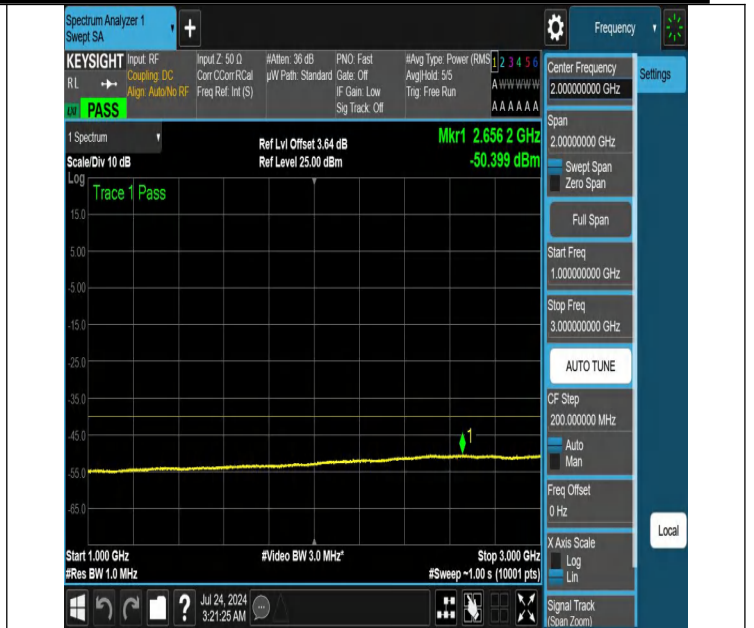 Spectrum Analyzer 1
Swept SA
+
Frequency
KEYSIGHT
RL
PASS
Input: RF
Coupling: DC
Align: Auto/No RF
Input Z: 50 Ω
Corr CCorr RCal
Freq Ref: Int (S)
#Atten: 36 dB
µW Path: Standard
PNO: Fast
Gate: Off
IF Gain: Low
Sig Track: Off
#Avg Type: Power (RMS
Avg|Hold: 5/5
Trig: Free Run
1 2 3 4 5 6
A W W W W W
A A A A A A
1 Spectrum
Scale/Div 10 dB
Ref Lvl Offset 3.64 dB
Ref Level 25.00 dBm
Mkr1 2.656 2 GHz
-50.399 dBm
Log
Trace 1 Pass
15.0
5.00
-5.00
-15.0
-25.0
-35.0
-45.0
-55.0
-65.0
1
Start 1.000 GHz
#Res BW 1.0 MHz
#Video BW 3.0 MHz*
Stop 3.000 GHz
#Sweep ~1.00 s (10001 pts)
Center Frequency
2.000000000 GHz
Settings
Span
2.00000000 GHz
Swept Span
Zero Span
Full Span
Start Freq
1.000000000 GHz
Stop Freq
3.000000000 GHz
AUTO TUNE
CF Step
200.000000 MHz
Auto
Man
Freq Offset
0 Hz
X Axis Scale
Log
Lin
Local
Signal Track
(Span Zoom)
?
Jul 24, 2024
3:21:25 AM